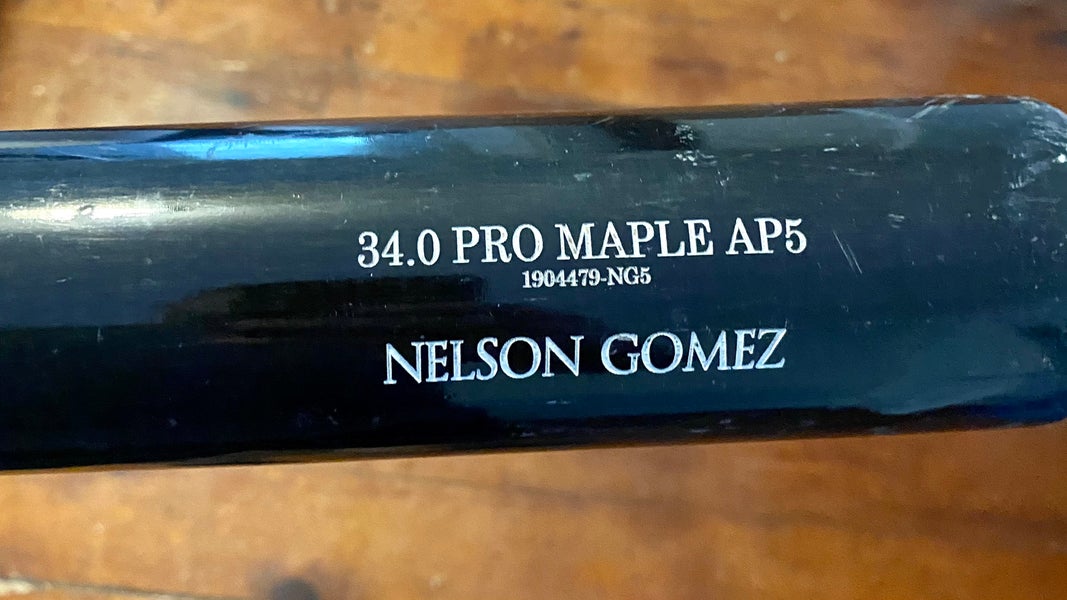 34.0 PRO MAPLE AP5
1904479-NG5
NELSON GOMEZ